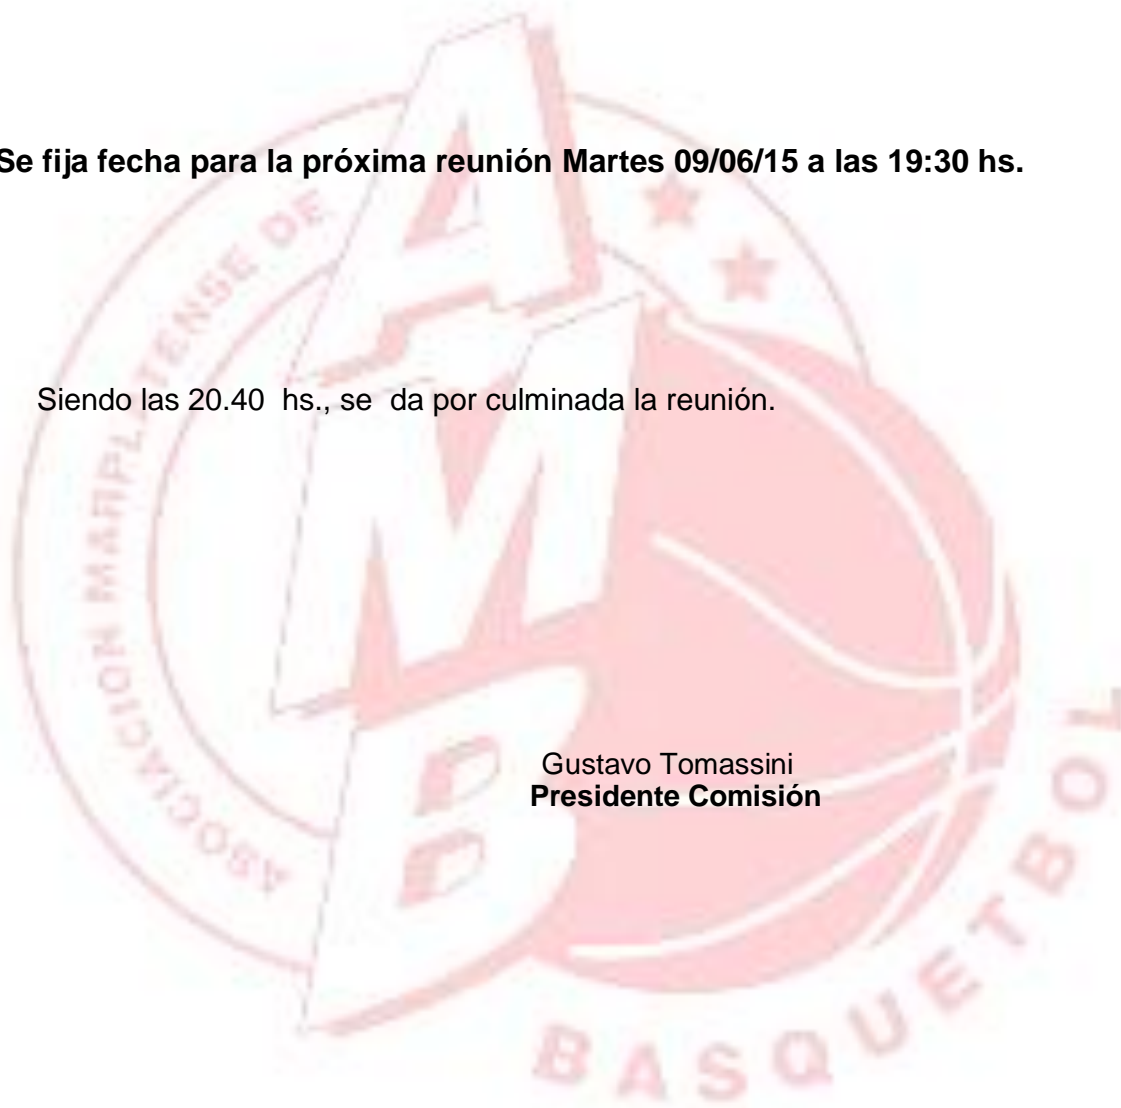 Se fija fecha para la próxima reunión Martes 09/06/15 a las 19:30 hs.
Siendo las 20.40  hs., se  da por culminada la reunión.
Gustavo Tomassini
Presidente Comisión
AMB
ASOCIACION MARPLATENSE DE
BASQUETBOL